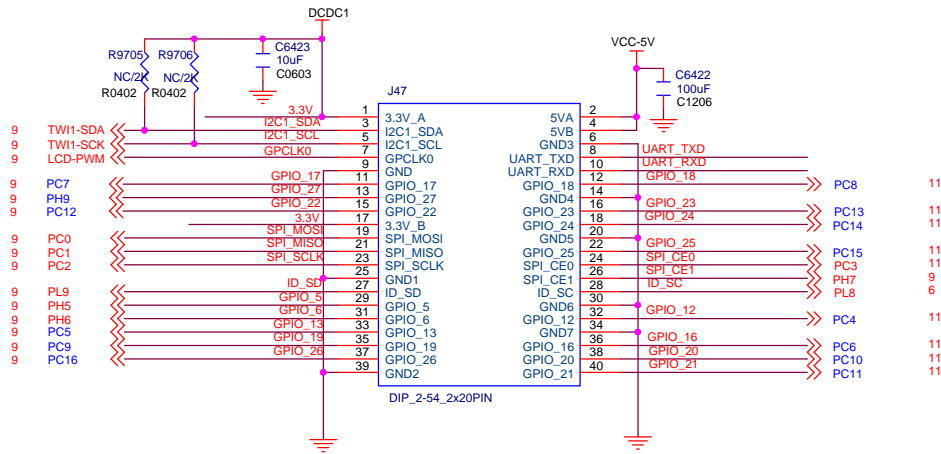 DCDC1
VCC-5V
R9705
R9706
C6423
10uF
C0603
NC/2K
NC/2K
R0402
R0402
C6422
100uF
C1206
J47
3.3V 1 3.3V_A 5VA 2
9 TWI1-SDA I2C1_SDA 3 I2C1_SDA 5VB 4
9 TWI1-SCK I2C1_SCL 5 I2C1_SCL GND3 6
9 LCD-PWM GPCLK0 7 GPCLK0 UART_TXD 8 UART_TXD
9 GND UART_RXD 10 UART_RXD
9 PC7 GPIO_17 11 GPIO_17 GPIO_18 12 GPIO_18 PC8 11
9 PH9 GPIO_27 13 GPIO_27 GND4 14
9 PC12 GPIO_22 15 GPIO_22 GPIO_23 16 GPIO_23 PC13 11
3.3V 17 3.3V_B GPIO_24 18 GPIO_24 PC14 11
9 PC0 SPI_MOSI 19 SPI_MOSI GND5 20
9 PC1 SPI_MISO 21 SPI_MISO GPIO_25 22 GPIO_25 PC15 11
9 PC2 SPI_SCLK 23 SPI_SCLK SPI_CE0 24 SPI_CE0 PC3 11
25 GND1 SPI_CE1 26 SPI_CE1 PH7 9
9 PL9 ID_SD 27 ID_SD ID_SC 28 ID_SC PL8 6
9 PH5 GPIO_5 29 GPIO_5 GND6 30
9 PH6 GPIO_6 31 GPIO_6 GPIO_12 32 GPIO_12 PC4 11
9 PC5 GPIO_13 33 GPIO_13 GND7 34
9 PC9 GPIO_19 35 GPIO_19 GPIO_16 36 GPIO_16 PC6 11
9 PC16 GPIO_26 37 GPIO_26 GPIO_20 38 GPIO_20 PC10 11
39 GND2 GPIO_21 40 GPIO_21 PC11 11
DIP_2-54_2x20PIN